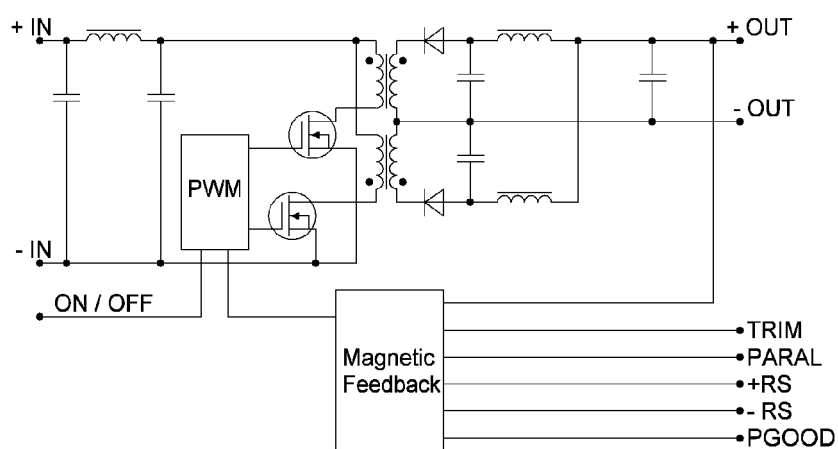 + IN
+ OUT
- OUT
PWM
- IN
ON / OFF
Magnetic
Feedback
TRIM
PARAL
+RS
- RS
PGOOD